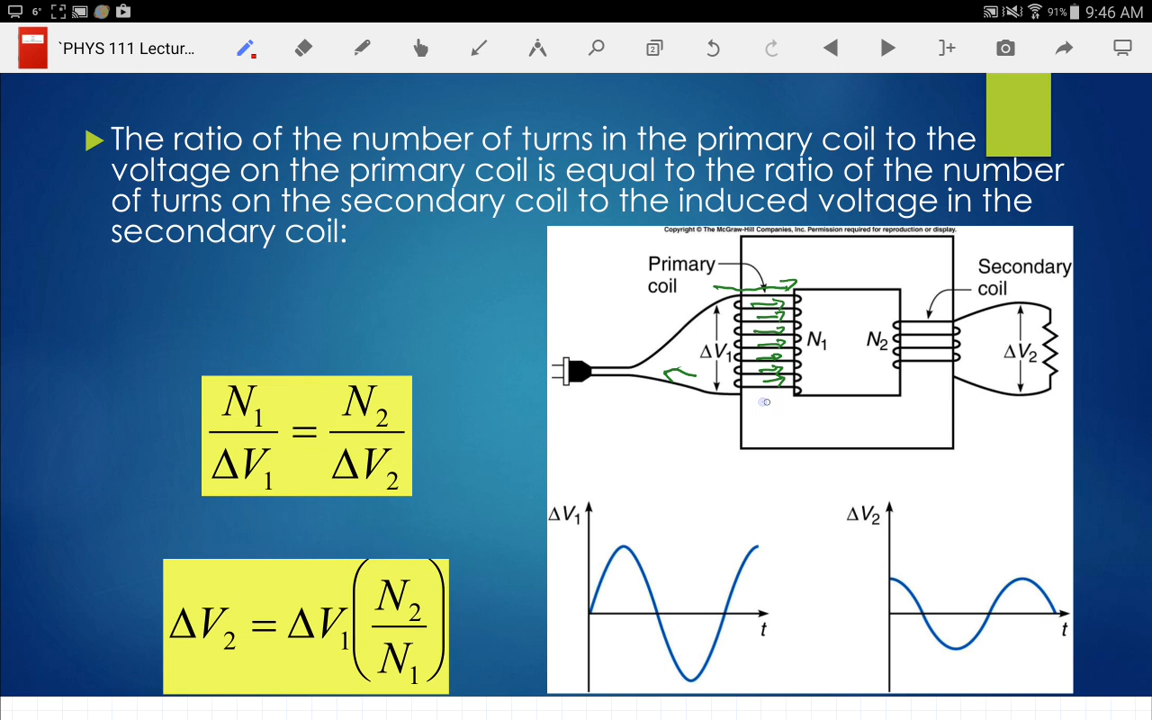 6°
91%
9:46 AM
`PHYS 111 Lectur...
2
]+
The ratio of the number of turns in the primary coil to the
voltage on the primary coil is equal to the ratio of the number
of turns on the secondary coil to the induced voltage in the
secondary coil:
Copyright © The McGraw-Hill Companies, Inc. Permission required for reproduction or display.
Primary
coil
Secondary
coil
ΔV₁
N₁
N₂
ΔV₂
N₁/ΔV₁ = N₂/ΔV₂
ΔV₁
t
ΔV₂
t
ΔV₂ = ΔV₁(N₂/N₁)